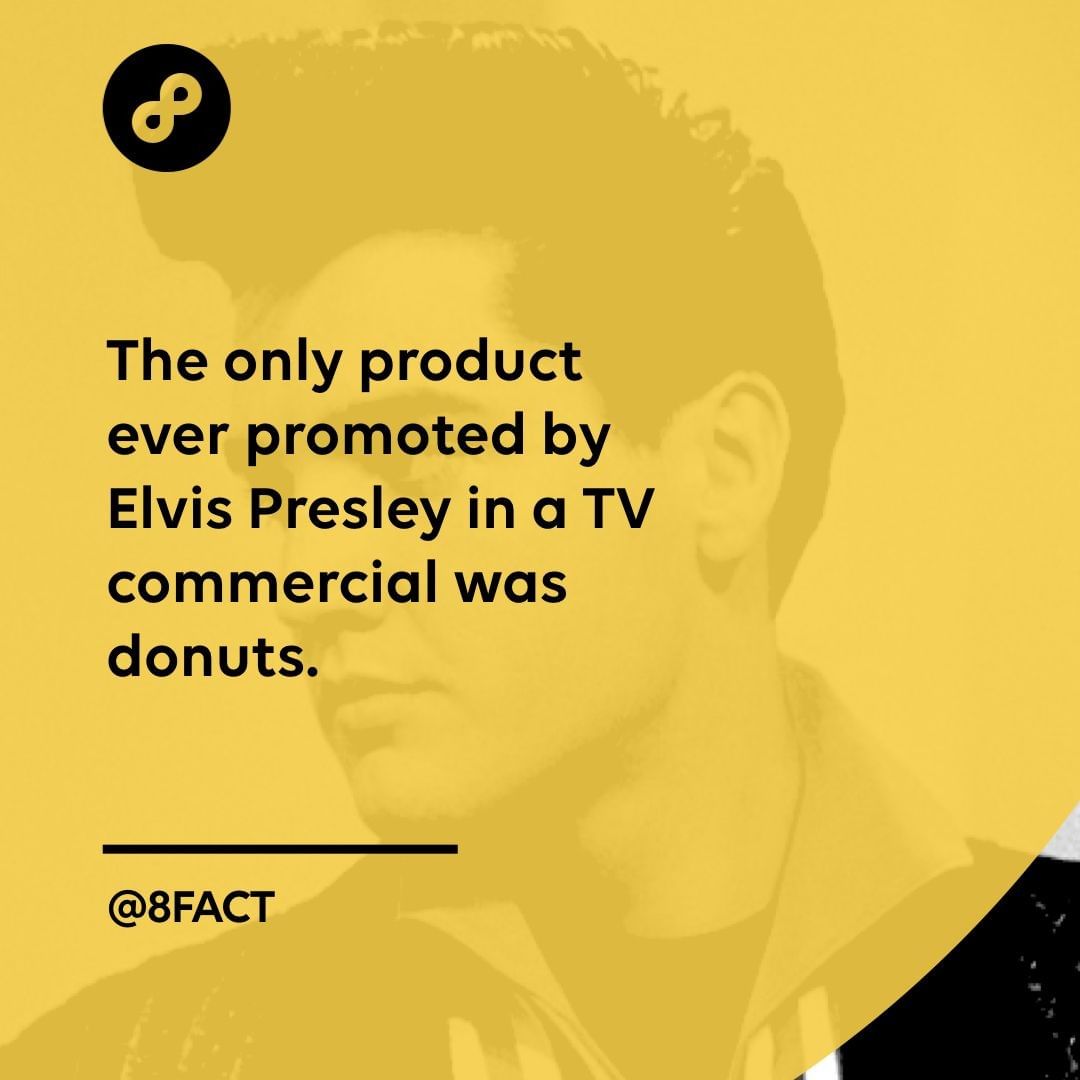 The only product
ever promoted by
Elvis Presley in a TV
commercial was
donuts.
@8FACT